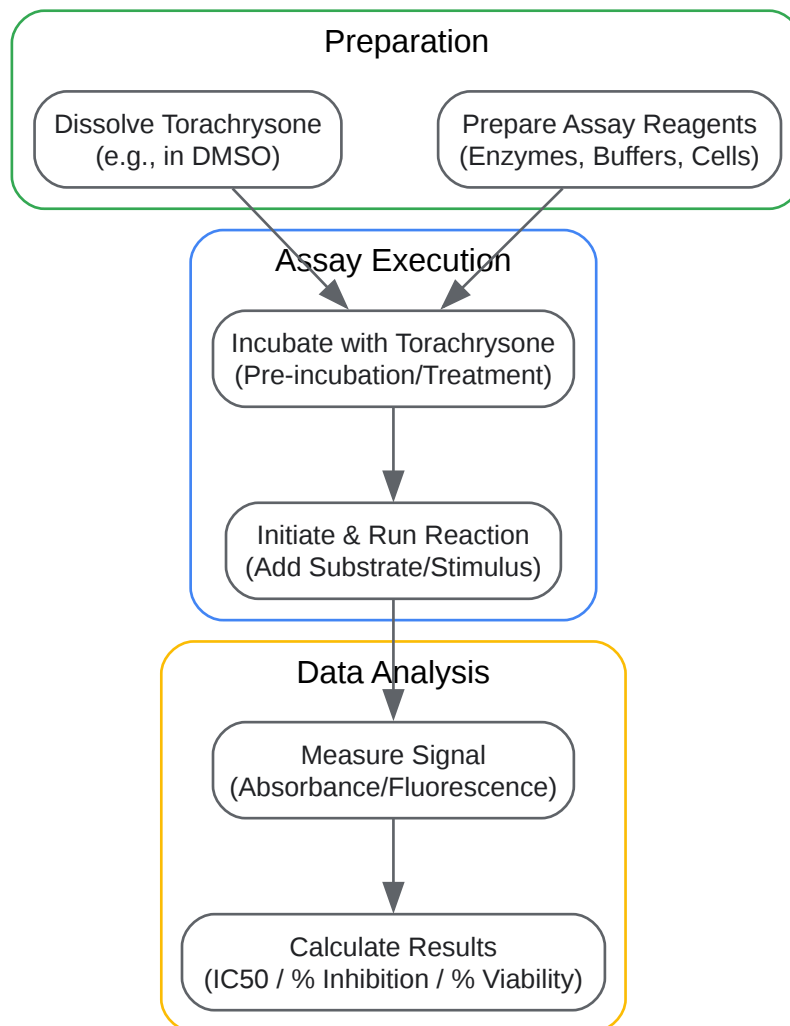 Preparation
Dissolve Torachrysone
(e.g., in DMSO)
Prepare Assay Reagents
(Enzymes, Buffers, Cells)
Assay Execution
Incubate with Torachrysone
(Pre-incubation/Treatment)
Initiate & Run Reaction
(Add Substrate/Stimulus)
Data Analysis
Measure Signal
(Absorbance/Fluorescence)
Calculate Results
(IC50 / % Inhibition / % Viability)